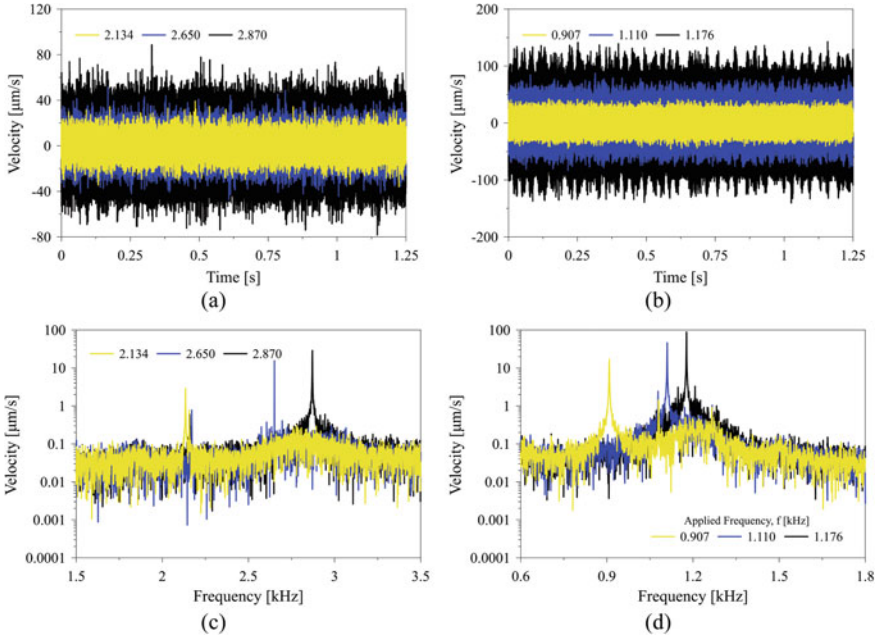 120
2.134 2.650 2.870
80
40
0
-40
-80
0 0.25 0.5 0.75 1 1.25
Velocity [µm/s]
Time [s]
(a)
200
0.907 1.110 1.176
100
0
-100
-200
0 0.25 0.5 0.75 1 1.25
Velocity [µm/s]
Time [s]
(b)
100
2.134 2.650 2.870
10
1
0.1
0.01
0.001
0.0001
1.5 2 2.5 3 3.5
Velocity [µm/s]
Frequency [kHz]
(c)
100
10
1
0.1
0.01
0.001
Applied Frequency, f [kHz]
0.907 1.110 1.176
0.0001
0.6 0.9 1.2 1.5 1.8
Velocity [µm/s]
Frequency [kHz]
(d)